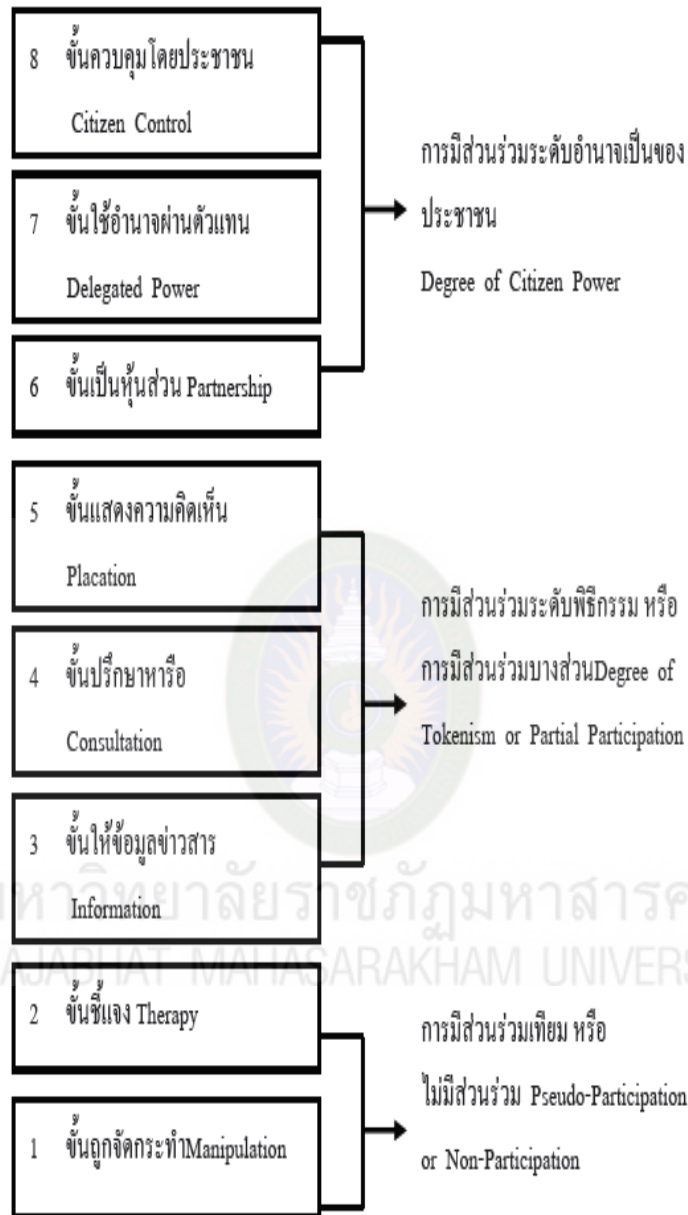 8 ขั้นควบคุมโดยประชาชน
Citizen Control
7 ขั้นใช้อำนาจผ่านตัวแทน
Delegated Power
6 ขั้นเป็นหุ้นส่วน Partnership
การมีส่วนร่วมระดับอำนาจเป็นของ
ประชาชน
Degree of Citizen Power
5 ขั้นแสดงความคิดเห็น
Placation
4 ขั้นปรึกษาหารือ
Consultation
3 ขั้นให้ข้อมูลข่าวสาร
Information
การมีส่วนร่วมระดับพิธีกรรม หรือ
การมีส่วนร่วมบางส่วนDegree of
Tokenism or Partial Participation
2 ขั้นชี้แจง Therapy
1 ขั้นถูกจัดกระทำManipulation
การมีส่วนร่วมเทียม หรือ
ไม่มีส่วนร่วม Pseudo-Participation
or Non-Participation
มหาวิทยาลัยราชภัฏมหาสารค
AJABHAT MAHASARAKHAM UNIVERS